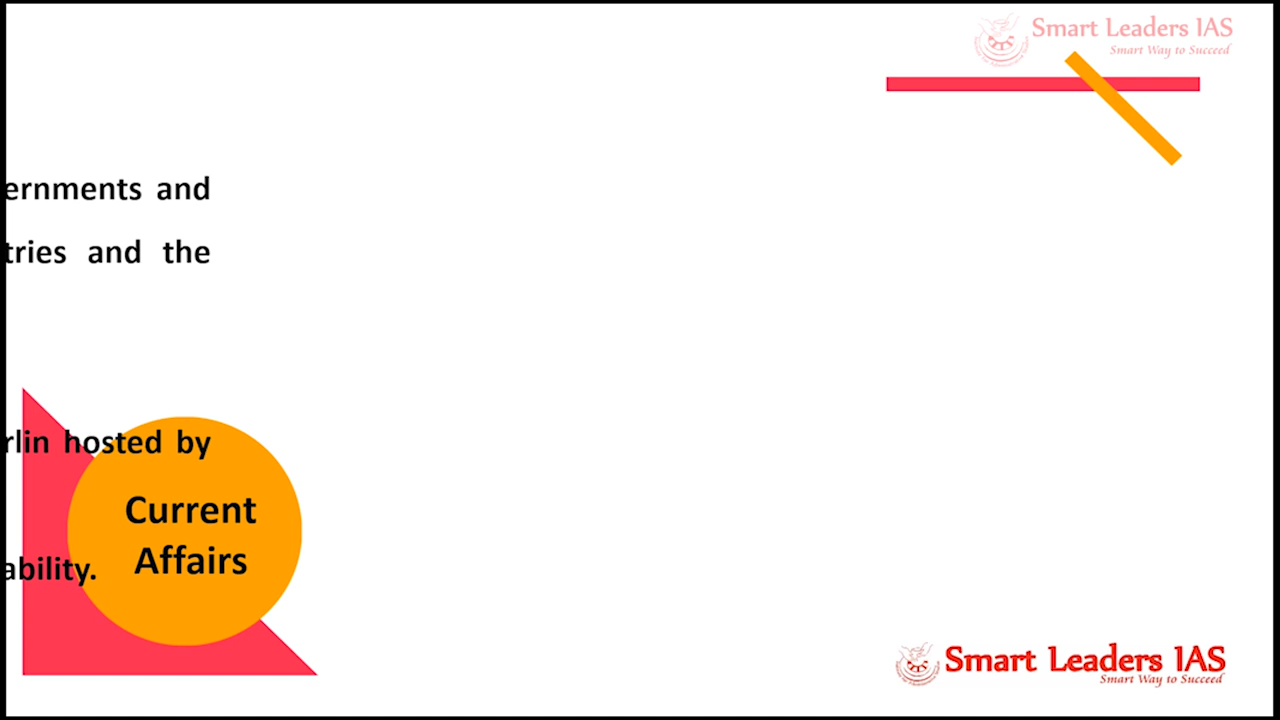 Smart Leaders IAS
Smart Way to Succeed
ernments and
tries and the
rlin hosted by
Current
Affairs
ability.
Smart Leaders IAS
Smart Way to Succeed